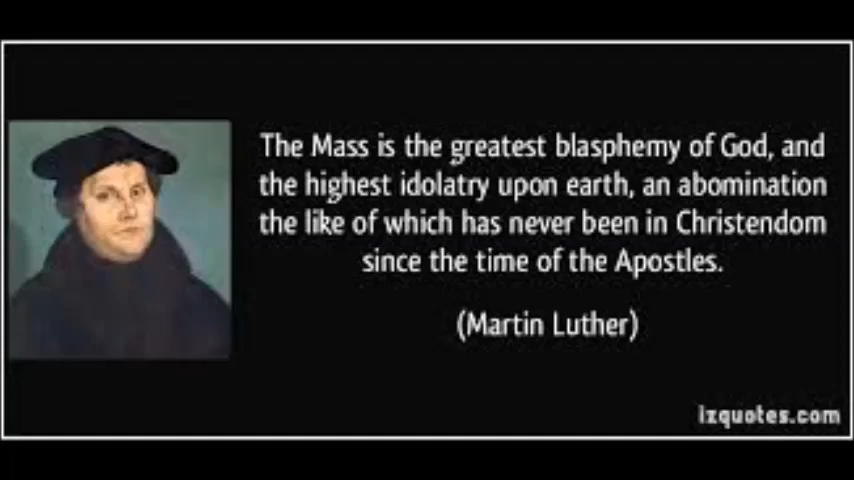 The Mass is the greatest blasphemy of God, and
the highest idolatry upon earth, an abomination
the like of which has never been in Christendom
since the time of the Apostles.
(Martin Luther)
izquotes.com